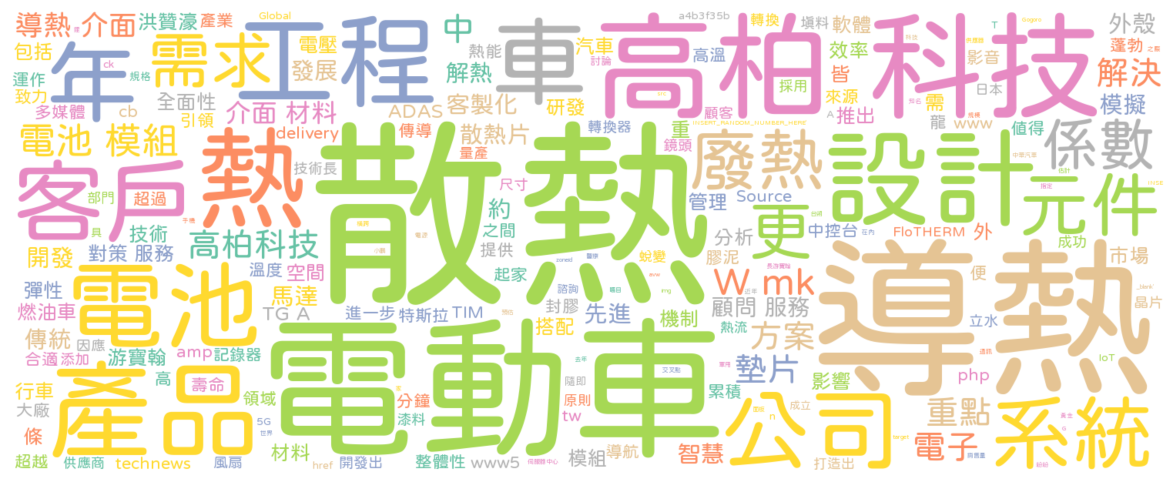 導熱 介面 洪贊濠 產業 Global 中 a4b3f35b 轉換 填料 軟體 外殼
包括 年 需求 工程 電壓 車 汽車 高柏 科技 效率 影音 蓬勃
運作 ck 規格 發展 熱能 討論 高溫 採用 皆 日本 解決
致力 多媒體 全面性 cb 解熱 研發 顧客 來源 需 模擬
引領 介面 材料 ADAS 客製化 推出 龍 www 值得
電池 模組 delivery 傳導 散熱片 轉換器 重 INSERT_RANDOM_NUMBER_HERE 係數
量產 鏡頭
客戶 熱 散熱 廢熱 設計 元件
部門 超過 技術長 尺寸 管理 Source
具 技術 約 更 中控台 FloTHERM 外 成功
開發 對策 服務 高柏科技 之間 提供 分析 市場
電池 溫度 空間 起家 膠泥 W mk 導熱 便
彈性 馬達 諮詢 蛻變 晶片
燃油車 TG A 進一步 特斯拉 TIM 封膠 先進 機制 顧問 服務 立水
傳統 因應 搭配 熱流 方案
合適 添加 游寶翰 amp 記錄器 電動車 墊片 IoT
產品 高 壽命 隨即 影響 php
行車 領域 分鐘 原則 累積 公司 重點 系統
大廠 5G 漆料 tw n 成立
條 材料 智慧 電子
超越 供應商 technews 風扇 href 開發出 整體性 www5 模組 導航 打造出